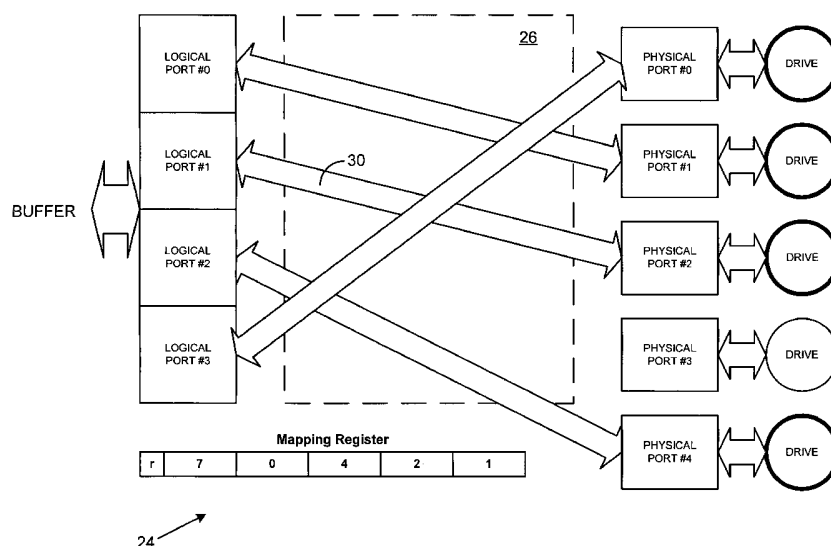 LOGICAL
PORT #0
LOGICAL
PORT #1
LOGICAL
PORT #2
LOGICAL
PORT #3
BUFFER
26
30
PHYSICAL
PORT #0
DRIVE
PHYSICAL
PORT #1
DRIVE
PHYSICAL
PORT #2
DRIVE
PHYSICAL
PORT #3
DRIVE
PHYSICAL
PORT #4
DRIVE
Mapping Register
r 7 0 4 2 1
24